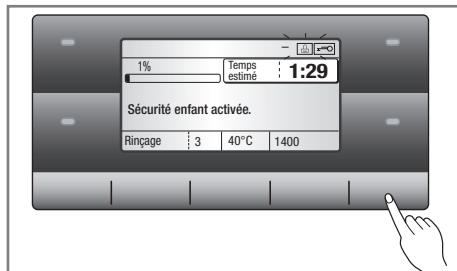 1%
Temps
estimé
1:29
Sécurité enfant activée.
Rinçage 3 40°C 1400